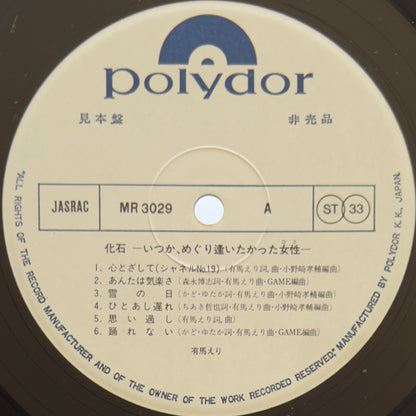 polydor
見本盤 非売品
JASRAC MR 3029 A ST 33
化石 ―いつか、めぐり逢いたかった女性―
ひと
1. 心とざして(シャネルNo.19) (有馬えり詞,曲・小野崎孝輔編曲)
2. あんたは気楽さ (森永博志詞・有馬えり曲・GAME編曲)
3. 雪の日 (かど・ゆたか詞・有馬えり曲・小野崎孝輔編曲)
4. ひとあし遅れ (ちあき哲也詞・有馬えり曲・小野崎孝輔編曲)
5. 思い過し (有馬えり詞,曲)
6. 踊れない (かど・ゆたか詞・有馬えり曲・GAME編曲)
有馬えり
"ALL RIGHTS OF THE RECORD MANUFACTURER AND OF THE OWNER OF THE WORK RECORDED RESERVED." MANUFACTURED BY POLYDOR K.K., JAPAN.